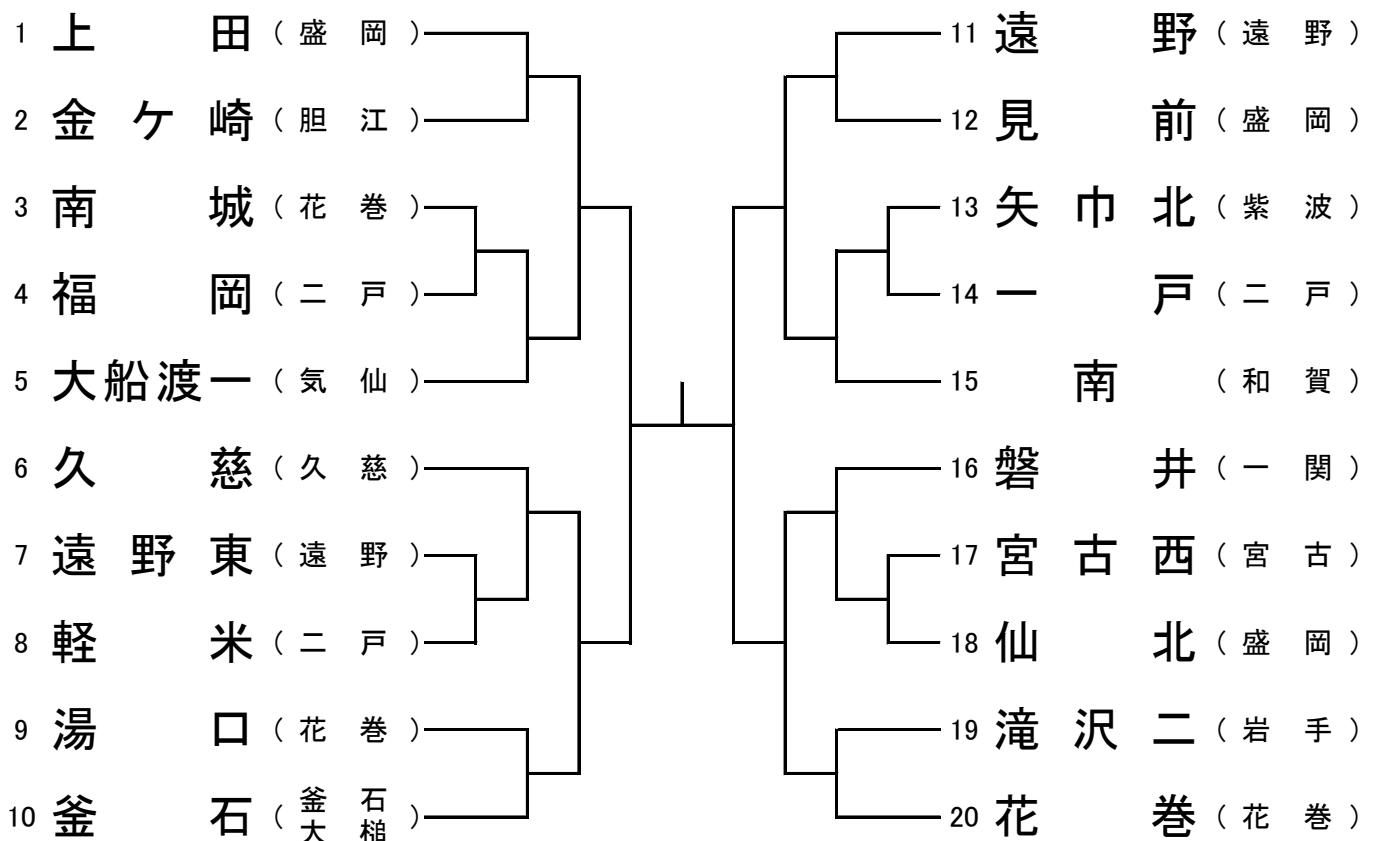 1 上田（盛岡）
2 金ケ崎（胆江）
3 南城（花巻）
4 福岡（二戸）
5 大船渡一（気仙）
6 久慈（久慈）
7 遠野東（遠野）
8 軽米（二戸）
9 湯口（花巻）
10 釜石（釜石大槌）
11 遠野（遠野）
12 見前（盛岡）
13 矢巾北（紫波）
14 一戸（二戸）
15 南（和賀）
16 磐井（一関）
17 宮古西（宮古）
18 仙北（盛岡）
19 滝沢二（岩手）
20 花巻（花巻）